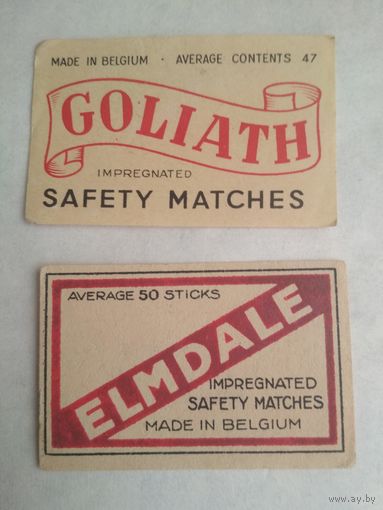 MADE IN BELGIUM · AVERAGE CONTENTS 47
GOLIATH
IMPREGNATED
SAFETY MATCHES
AVERAGE 50 STICKS
ELMDALE
IMPREGNATED
SAFETY MATCHES
MADE IN BELGIUM
www.ay.by